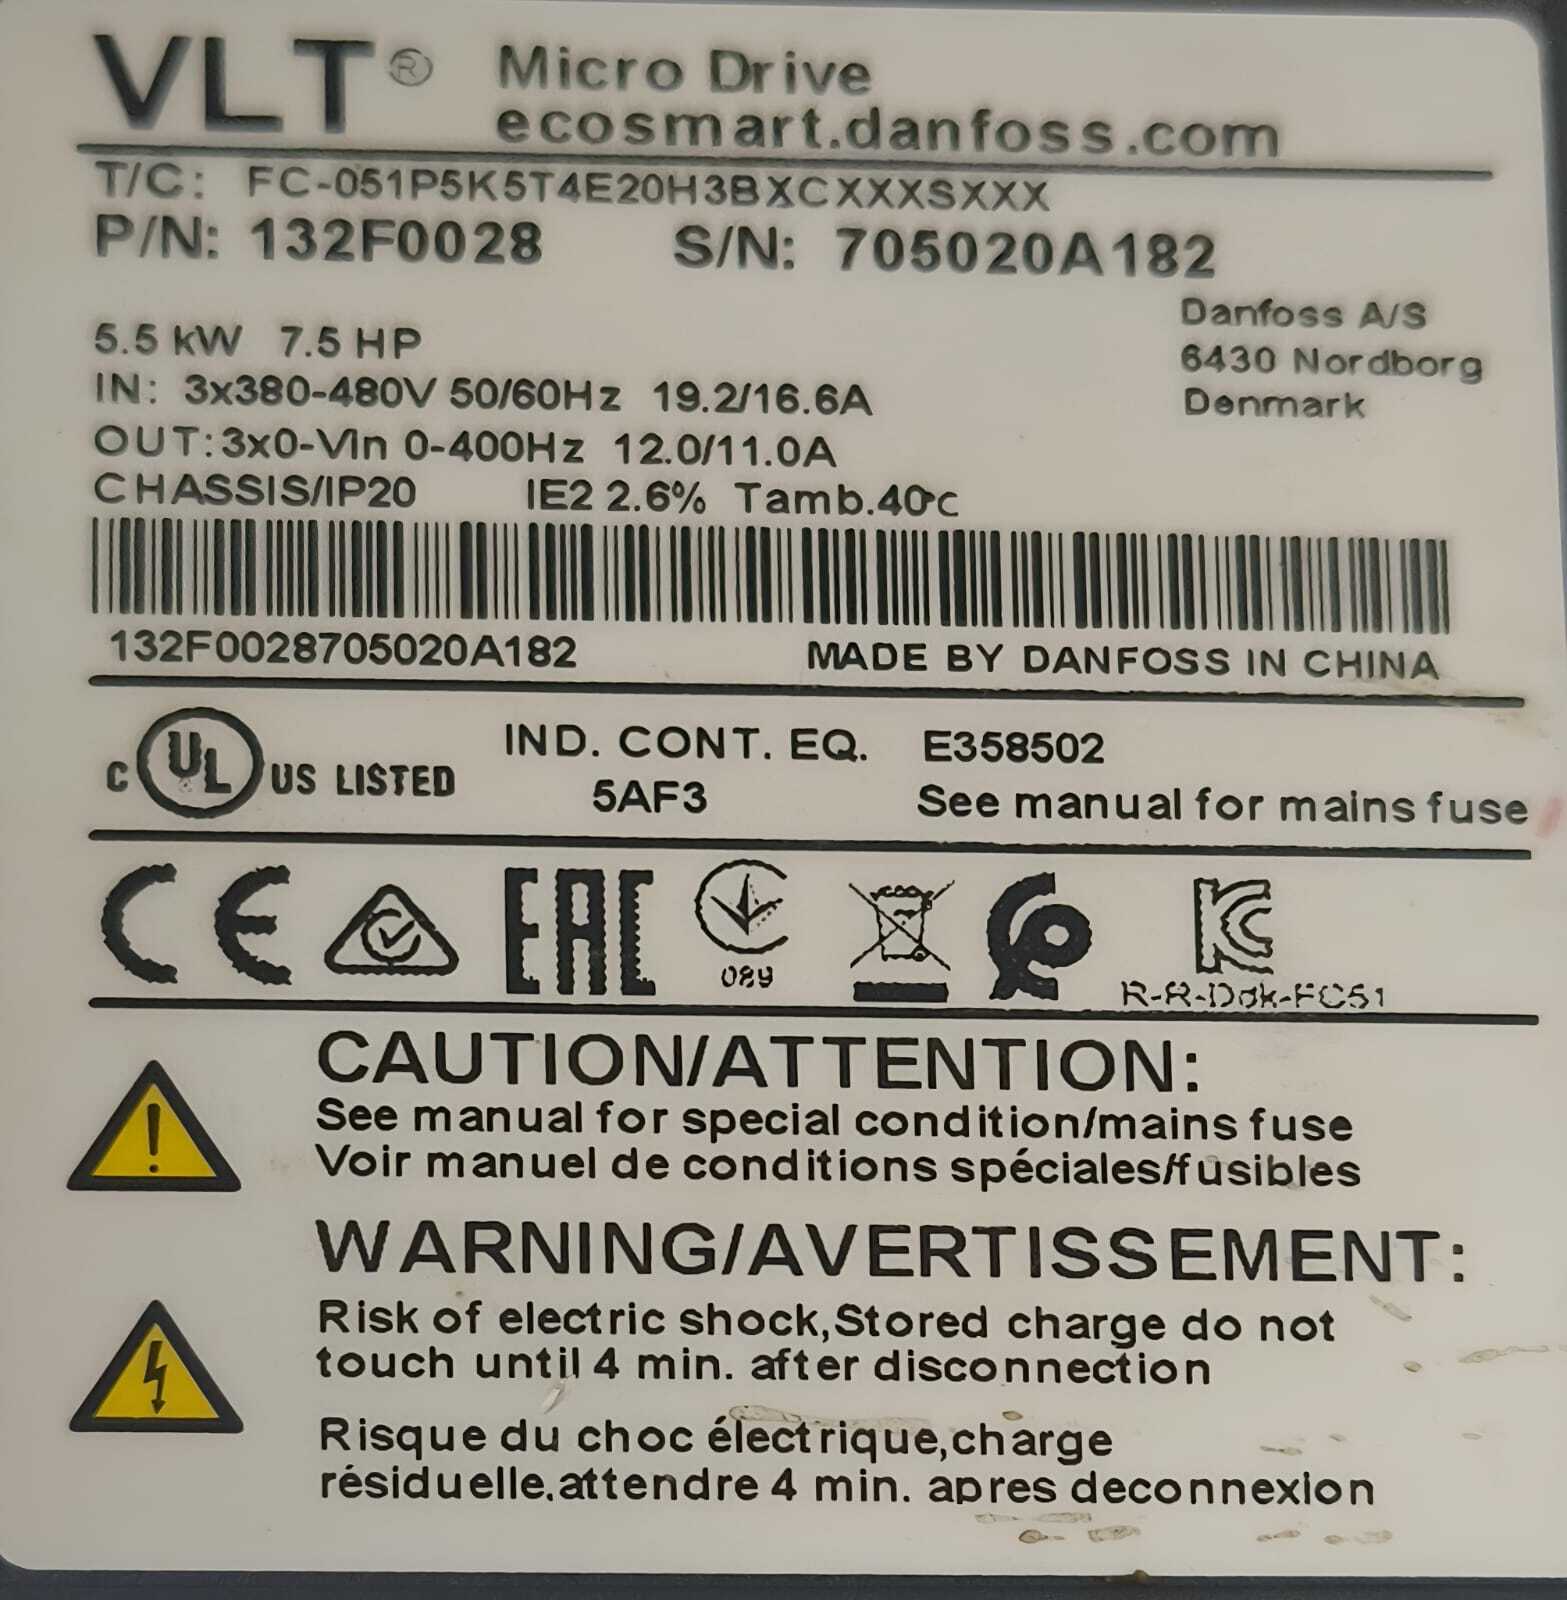 VLT® Micro Drive
ecosmart.danfoss.com
T/C: FC-051P5K5T4E20H3BXCXXXSXXX
P/N: 132F0028 S/N: 705020A182
Danfoss A/S
6430 Nordborg
Denmark
5.5 kW 7.5 HP
IN: 3x380-480V 50/60Hz 19.2/16.6A
OUT:3x0-Vin 0-400Hz 12.0/11.0A
CHASSIS/IP20 IE2 2.6% Tamb.40°C
132F0028705020A182 MADE BY DANFOSS IN CHINA
C UL US LISTED
IND. CONT. EQ. E358502
5AF3 See manual for mains fuse
CE EAC
089
KC
R-R-Dok-FC51
CAUTION/ATTENTION:
See manual for special condition/mains fuse
Voir manuel de conditions spéciales/fusibles
WARNING/AVERTISSEMENT:
Risk of electric shock,Stored charge do not
touch until 4 min. after disconnection
Risque du choc électrique,charge
résiduelle,attendre 4 min. apres deconnexion